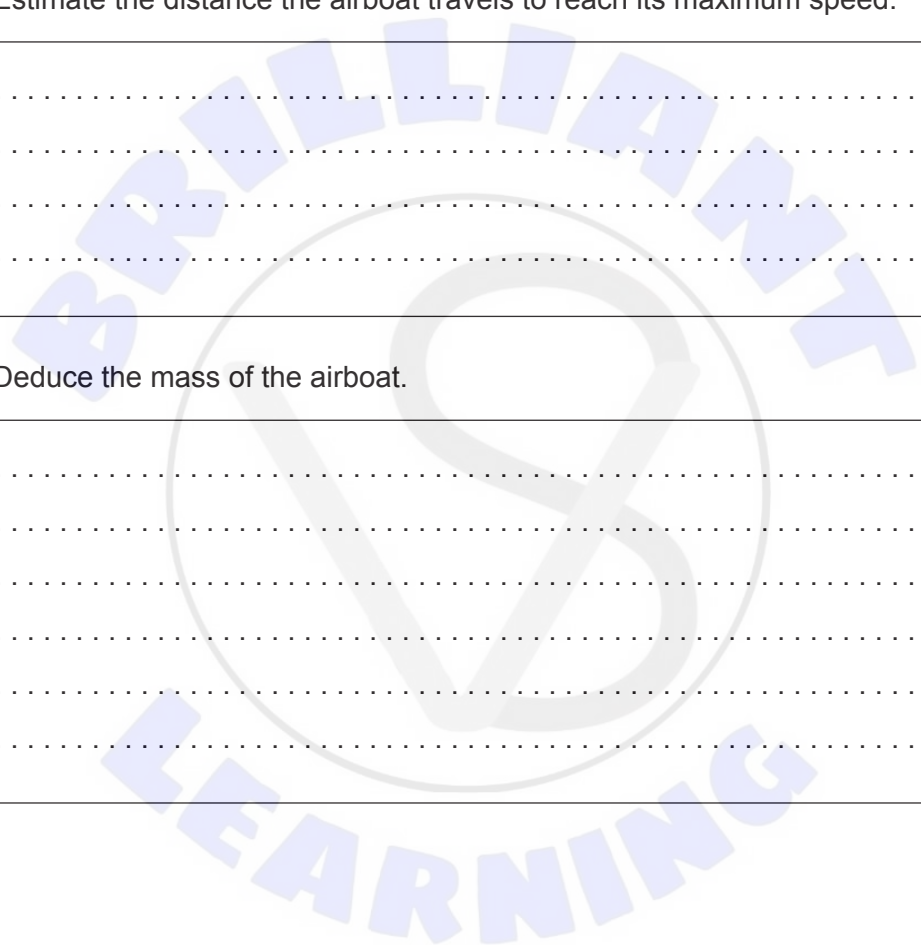 Estimate the distance the airboat travels to reach its maximum speed.
Deduce the mass of the airboat.
BRILLIANT
VS
LEARNING